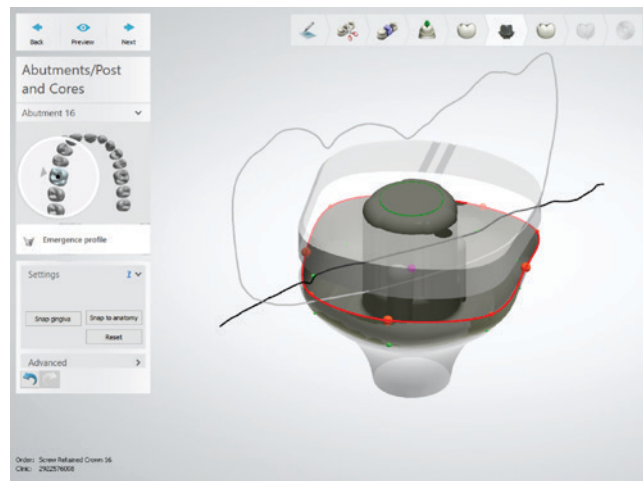 Back Preview Next
Abutments/Post
and Cores
Abutment 16
Emergence profile
Settings
Snap gingiva Snap to anatomy
Reset
Advanced
Order: Screw Retained Crown 16
Clinic: 2922576008